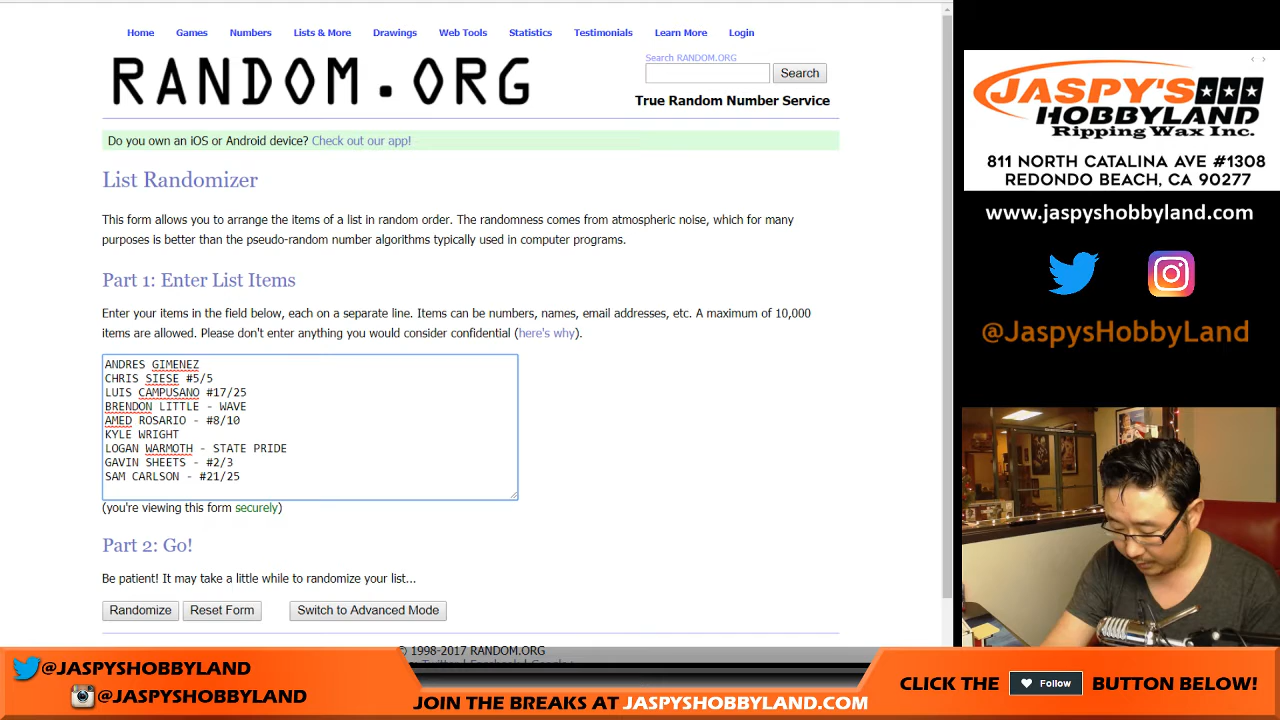 Home Games Numbers Lists & More Drawings Web Tools Statistics Testimonials Learn More Login
RANDOM.ORG
Search RANDOM.ORG
Search
True Random Number Service
Do you own an iOS or Android device? Check out our app!
List Randomizer
This form allows you to arrange the items of a list in random order. The randomness comes from atmospheric noise, which for many
purposes is better than the pseudo-random number algorithms typically used in computer programs.
Part 1: Enter List Items
Enter your items in the field below, each on a separate line. Items can be numbers, names, email addresses, etc. A maximum of 10,000
items are allowed. Please don't enter anything you would consider confidential (here's why).
ANDRES GIMENEZ
CHRIS SIESE #5/5
LUIS CAMPUSANO #17/25
BRENDON LITTLE - WAVE
AMED ROSARIO - #8/10
KYLE WRIGHT
LOGAN WARMOTH - STATE PRIDE
GAVIN SHEETS - #2/3
SAM CARLSON - #21/25
(you're viewing this form securely)
Part 2: Go!
Be patient! It may take a little while to randomize your list...
Randomize Reset Form Switch to Advanced Mode
© 1998-2017 RANDOM.ORG
JASPY'S
HOBBYLAND
Ripping Wax Inc.
811 NORTH CATALINA AVE #1308
REDONDO BEACH, CA 90277
www.jaspyshobbyland.com
@JaspysHobbyLand
@JASPYSHOBBYLAND
@JASPYSHOBBYLAND
JOIN THE BREAKS AT JASPYSHOBBYLAND.COM
CLICK THE Follow BUTTON BELOW!